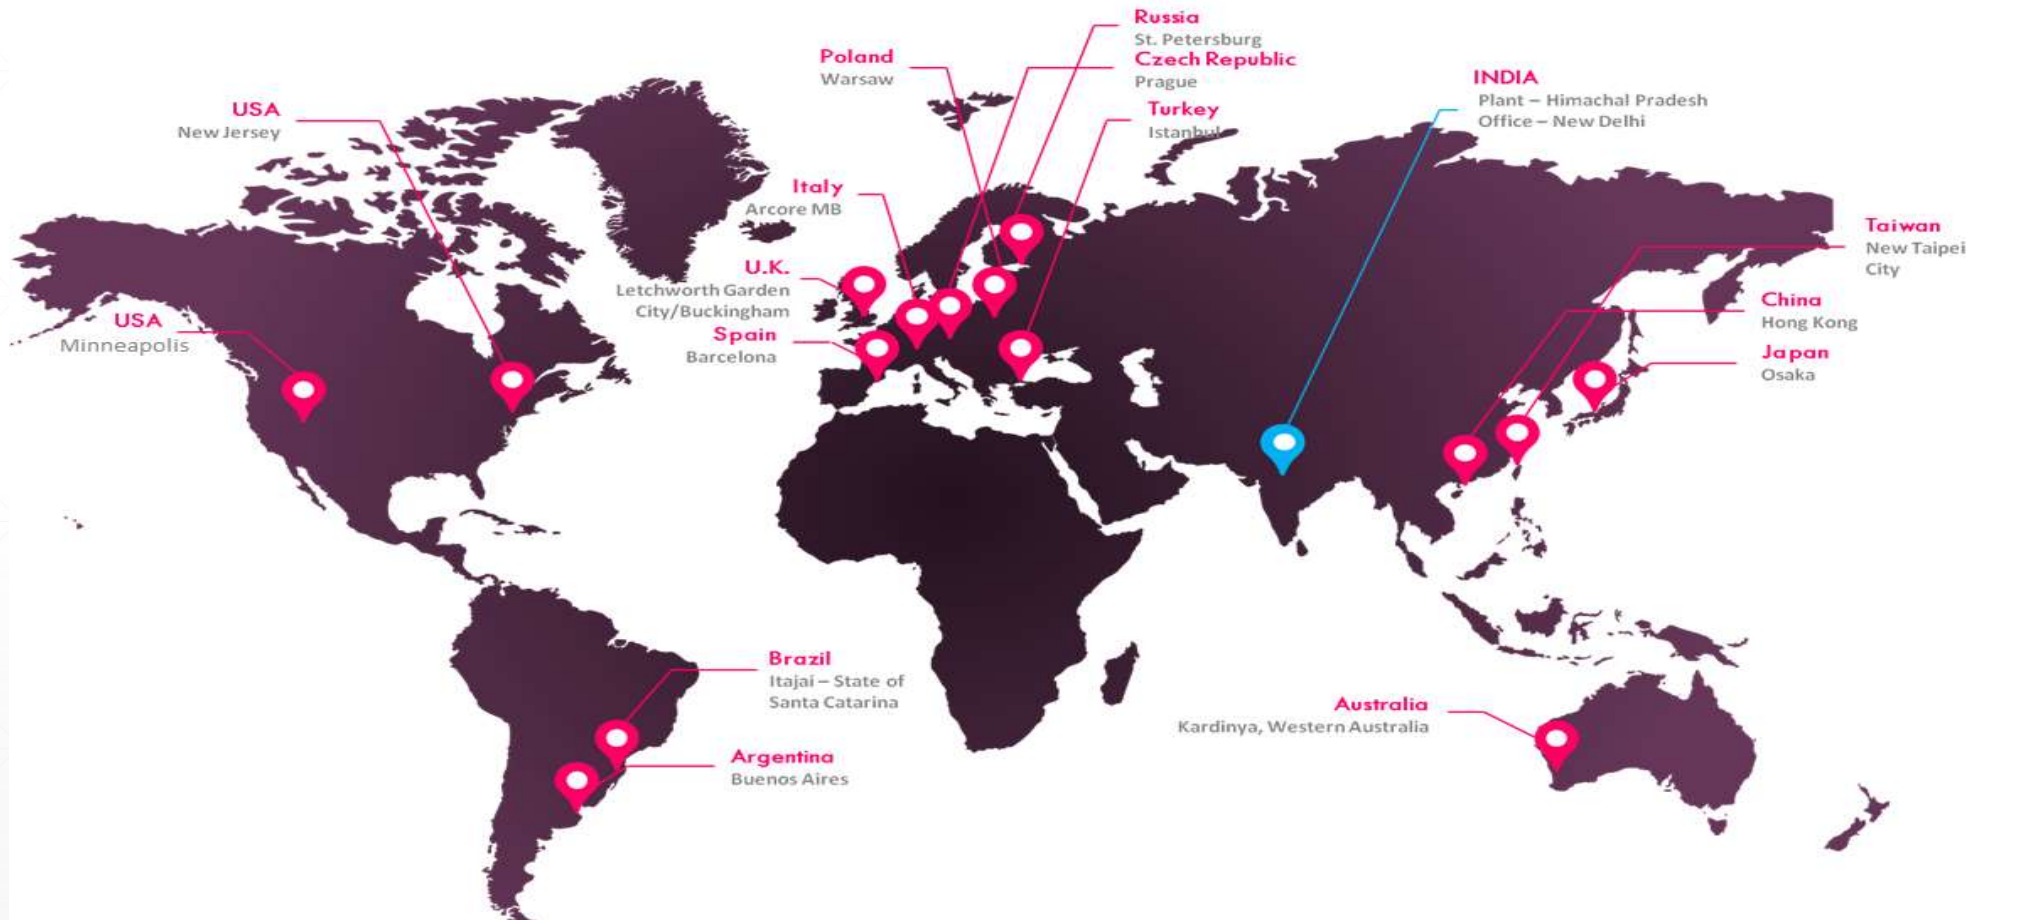 Russia
St. Petersburg
Czech Republic
Prague
Poland
Warsaw
INDIA
Plant – Himachal Pradesh
Office – New Delhi
USA
New Jersey
Turkey
Istanbul
Italy
Arcore MB
Taiwan
New Taipei
City
U.K.
Letchworth Garden
City/Buckingham
China
Hong Kong
USA
Minneapolis
Spain
Barcelona
Japan
Osaka
Brazil
Itajai – State of
Santa Catarina
Australia
Kardinya, Western Australia
Argentina
Buenos Aires